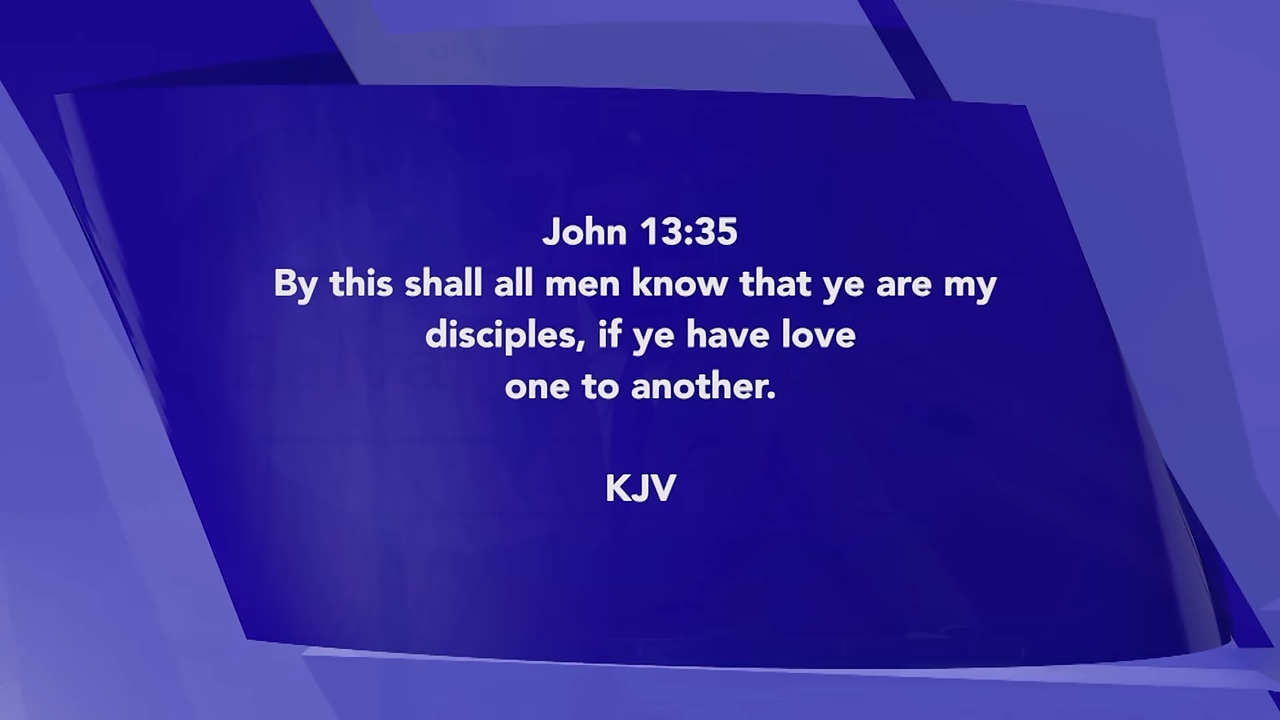 John 13:35
By this shall all men know that ye are my
disciples, if ye have love
one to another.
KJV